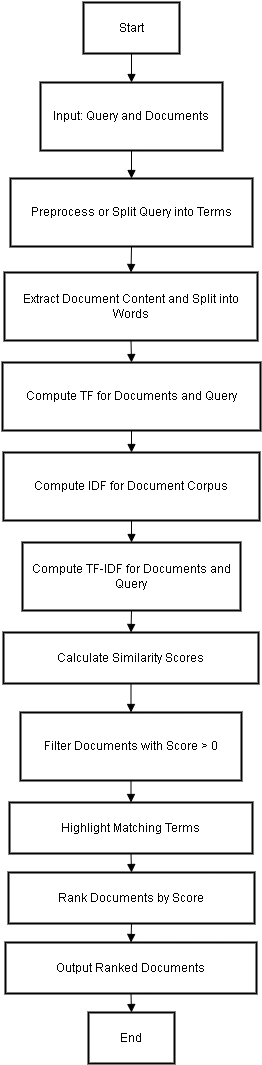 Start
Input: Query and Documents
Preprocess or Split Query into Terms
Extract Document Content and Split into
Words
Compute TF for Documents and Query
Compute IDF for Document Corpus
Compute TF-IDF for Documents and
Query
Calculate Similarity Scores
Filter Documents with Score > 0
Highlight Matching Terms
Rank Documents by Score
Output Ranked Documents
End